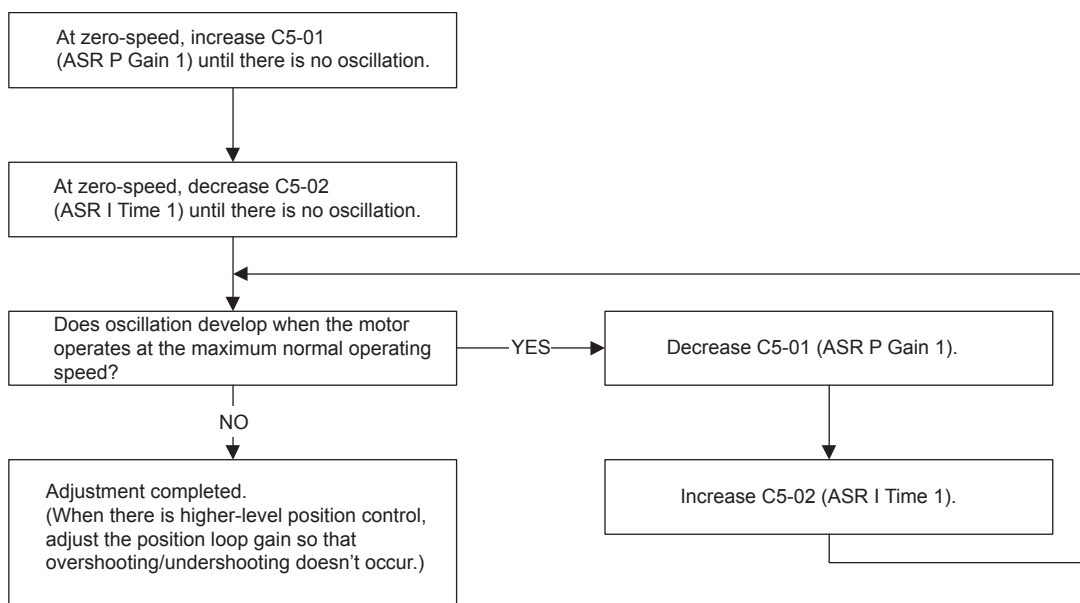 At zero-speed, increase C5-01
(ASR P Gain 1) until there is no oscillation.
At zero-speed, decrease C5-02
(ASR I Time 1) until there is no oscillation.
Does oscillation develop when the motor
operates at the maximum normal operating
speed?
YES
Decrease C5-01 (ASR P Gain 1).
NO
Adjustment completed.
(When there is higher-level position control,
adjust the position loop gain so that
overshooting/undershooting doesn't occur.)
Increase C5-02 (ASR I Time 1).